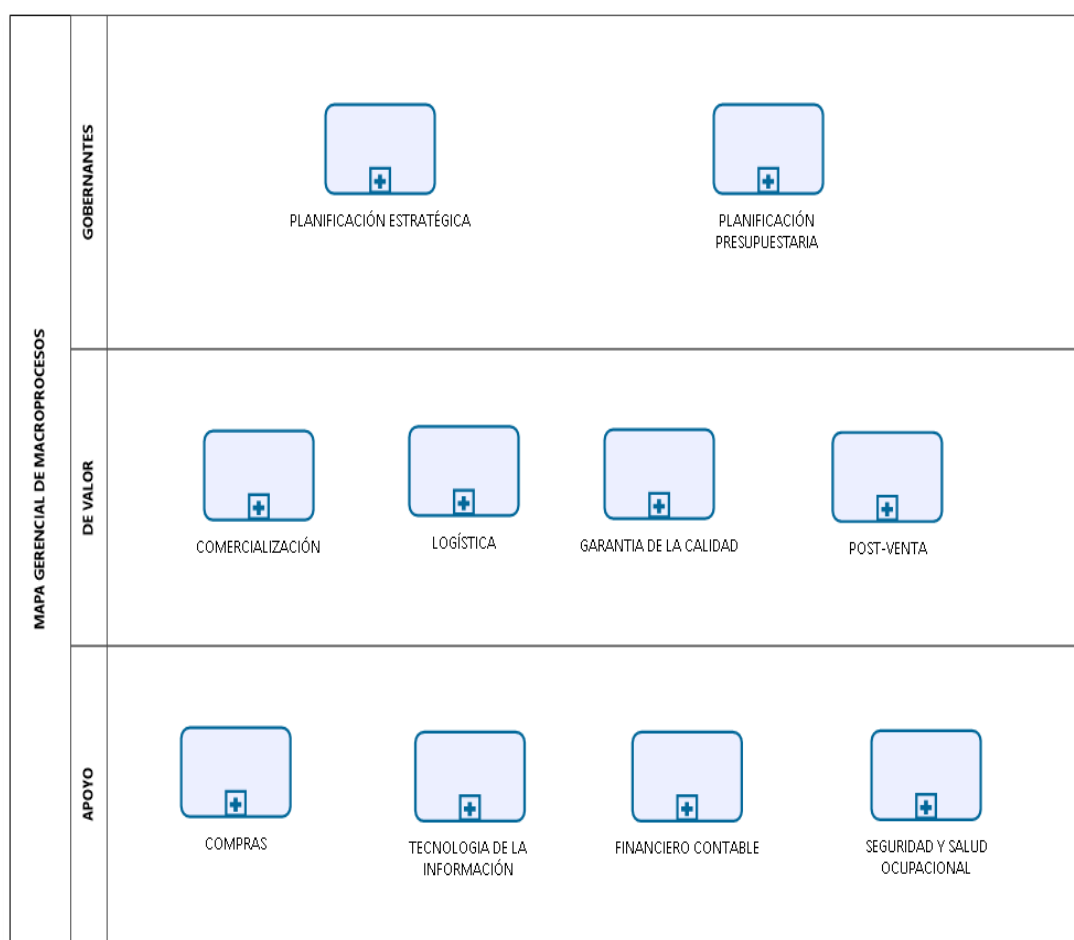 MAPA GERENCIAL DE MACROPROCESOS
GOBERNANTES
PLANIFICACIÓN ESTRATÉGICA
PLANIFICACIÓN
PRESUPUESTARIA
DE VALOR
COMERCIALIZACIÓN
LOGÍSTICA
GARANTIA DE LA CALIDAD
POST-VENTA
APOYO
COMPRAS
TECNOLOGIA DE LA
INFORMACIÓN
FINANCIERO CONTABLE
SEGURIDAD Y SALUD
OCUPACIONAL